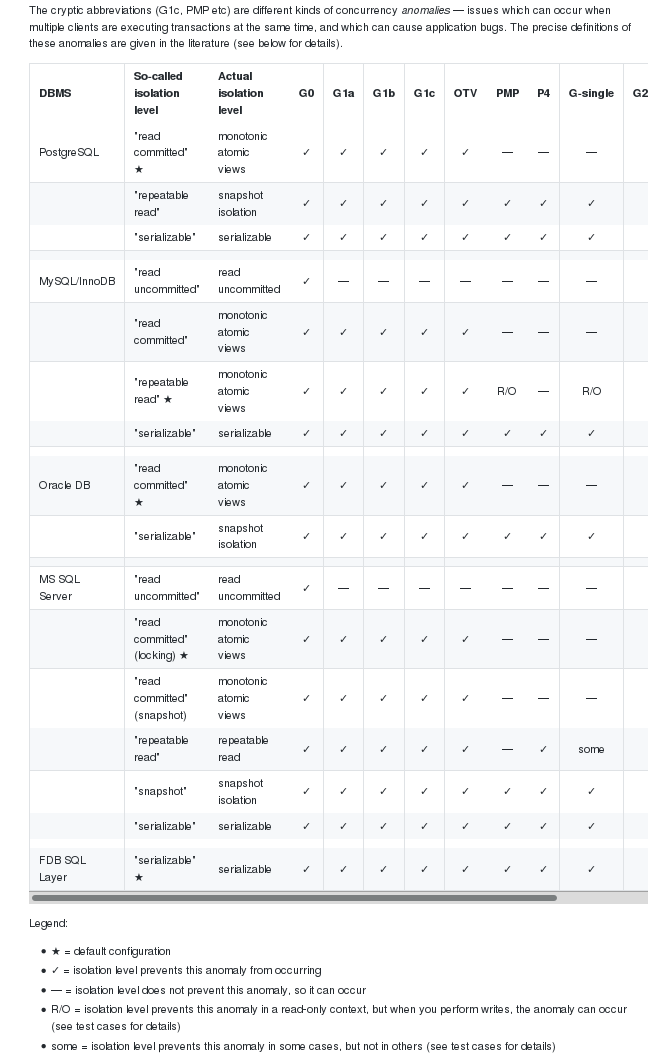 The cryptic abbreviations (G1c, PMP etc) are different kinds of concurrency anomalies — issues which can occur when
multiple clients are executing transactions at the same time, and which can cause application bugs. The precise definitions of
these anomalies are given in the literature (see below for details).
DBMS So-called isolation level Actual isolation level G0 G1a G1b G1c OTV PMP P4 G-single G2
PostgreSQL "read committed" ★ monotonic atomic views ✓ ✓ ✓ ✓ ✓ — — —
"repeatable read" snapshot isolation ✓ ✓ ✓ ✓ ✓ ✓ ✓ ✓
"serializable" serializable ✓ ✓ ✓ ✓ ✓ ✓ ✓ ✓
MySQL/InnoDB "read uncommitted" read uncommitted ✓ — — — — — — —
"read committed" monotonic atomic views ✓ ✓ ✓ ✓ ✓ — — —
"repeatable read" ★ monotonic atomic views ✓ ✓ ✓ ✓ ✓ R/O — R/O
"serializable" serializable ✓ ✓ ✓ ✓ ✓ ✓ ✓ ✓
Oracle DB "read committed" ★ monotonic atomic views ✓ ✓ ✓ ✓ ✓ — — —
"serializable" snapshot isolation ✓ ✓ ✓ ✓ ✓ ✓ ✓ ✓
MS SQL Server "read uncommitted" read uncommitted ✓ — — — — — — —
"read committed" (locking) ★ monotonic atomic views ✓ ✓ ✓ ✓ ✓ — — —
"read committed" (snapshot) monotonic atomic views ✓ ✓ ✓ ✓ ✓ — — —
"repeatable read" repeatable read ✓ ✓ ✓ ✓ ✓ — ✓ some
"snapshot" snapshot isolation ✓ ✓ ✓ ✓ ✓ ✓ ✓ ✓
"serializable" serializable ✓ ✓ ✓ ✓ ✓ ✓ ✓ ✓
FDB SQL Layer "serializable" ★ serializable ✓ ✓ ✓ ✓ ✓ ✓ ✓ ✓
Legend:
• ★ = default configuration
• ✓ = isolation level prevents this anomaly from occurring
• — = isolation level does not prevent this anomaly, so it can occur
• R/O = isolation level prevents this anomaly in a read-only context, but when you perform writes, the anomaly can occur
(see test cases for details)
• some = isolation level prevents this anomaly in some cases, but not in others (see test cases for details)